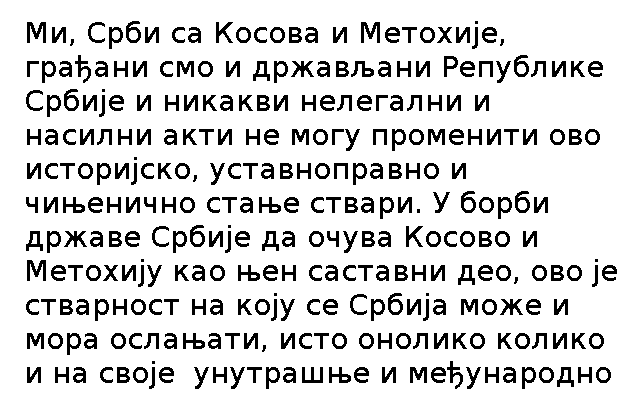 Ми, Срби са Косова и Метохије,
грађани смо и држављани Републике
Србије и никакви нелегални и
насилни акти не могу променити ово
историјско, уставноправно и
чињенично стање ствари. У борби
државе Србије да очува Косово и
Метохију као њен саставни део, ово је
стварност на коју се Србија може и
мора ослањати, исто онолико колико
и на своје  унутрашње и међународно